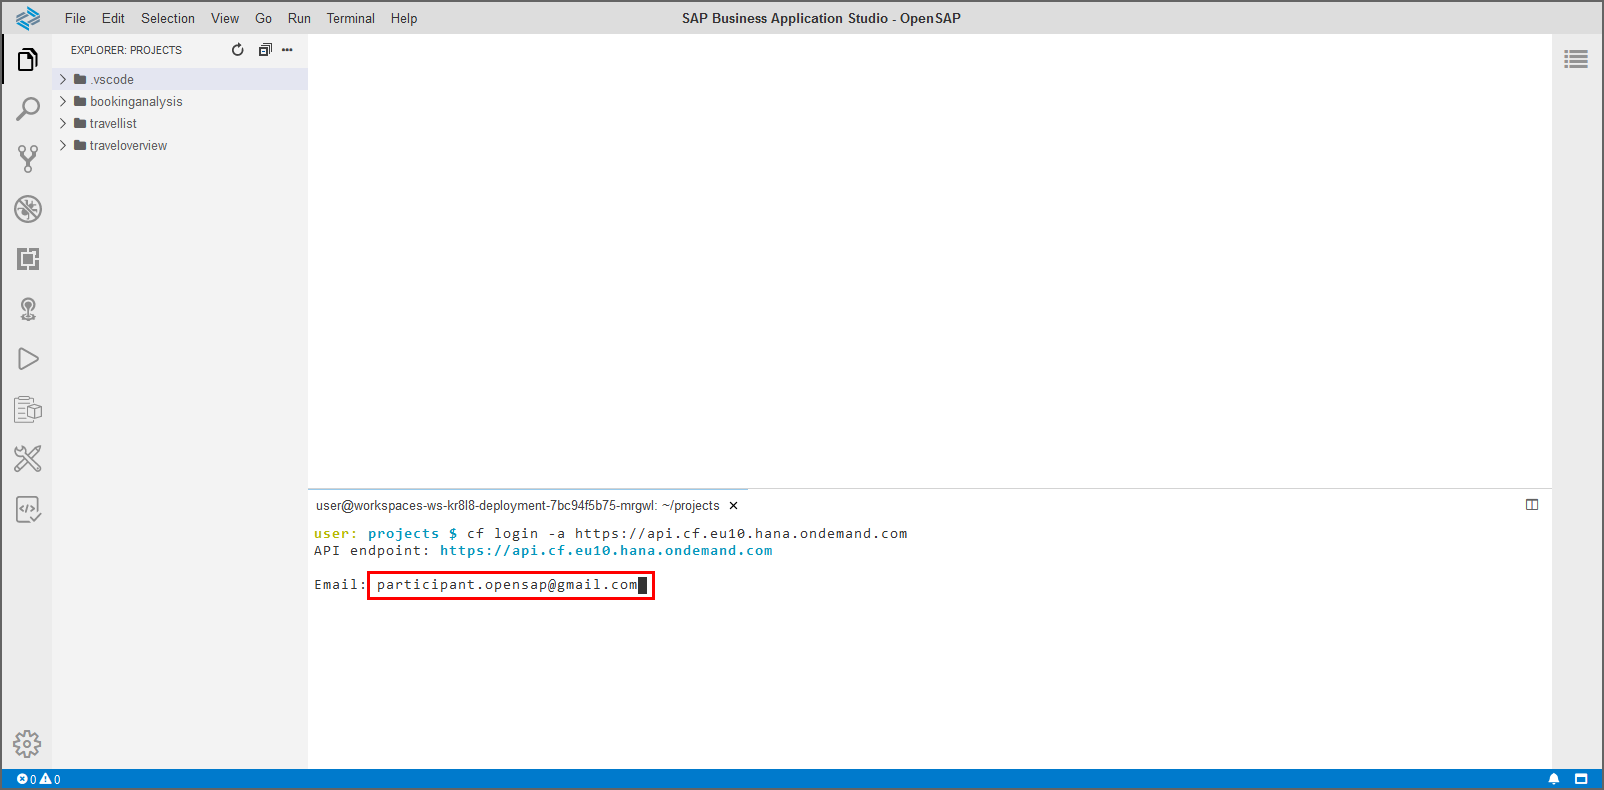 File Edit Selection View Go Run Terminal Help
SAP Business Application Studio - OpenSAP
EXPLORER: PROJECTS
.vscode
bookinganalysis
travellist
traveloverview
user@workspaces-ws-kr8l8-deployment-7bc94f5b75-mrgwl: ~/projects
user: projects $ cf login -a https://api.cf.eu10.hana.ondemand.com
API endpoint: https://api.cf.eu10.hana.ondemand.com
Email: participant.opensap@gmail.com
0 0